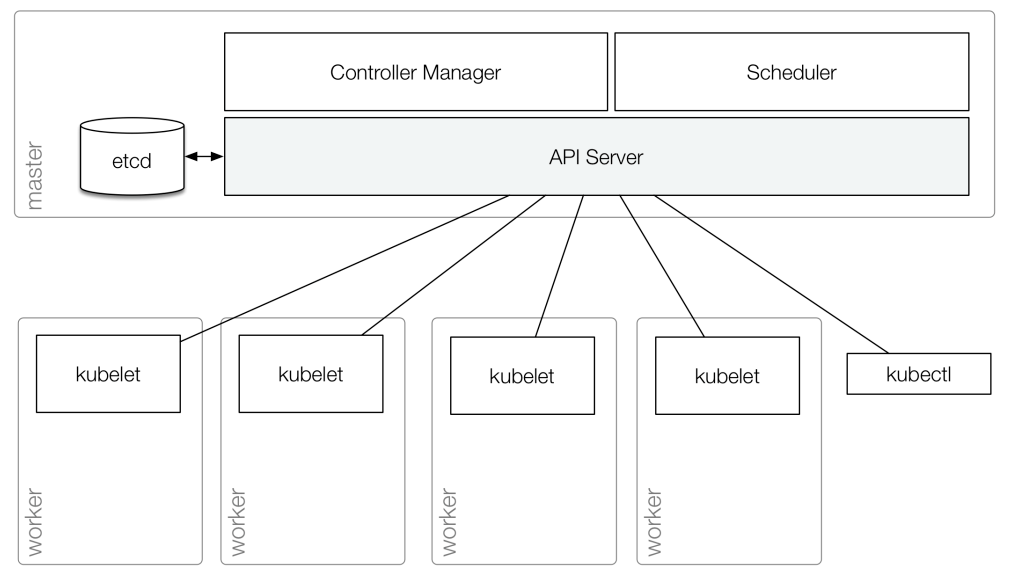 Controller Manager
Scheduler
etcd
API Server
master
kubelet
kubelet
kubelet
kubelet
kubectl
worker
worker
worker
worker